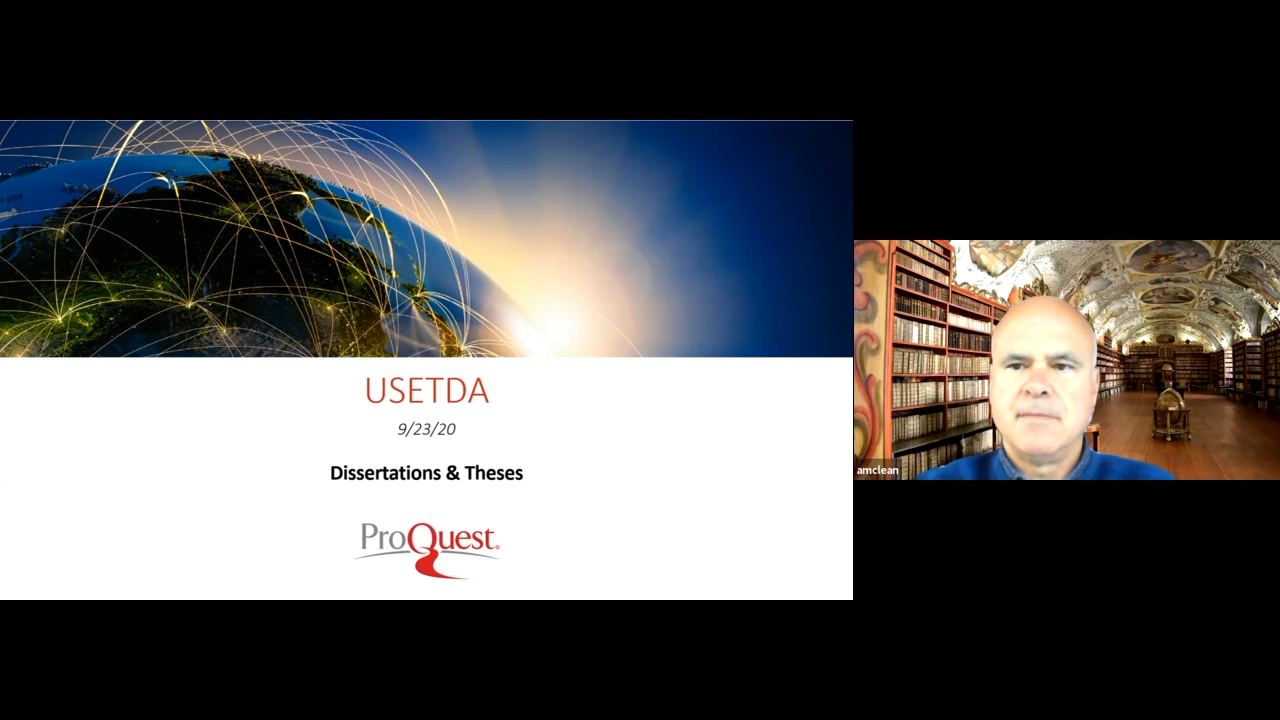 USETDA
9/23/20
Dissertations & Theses
ProQuest®
amclean